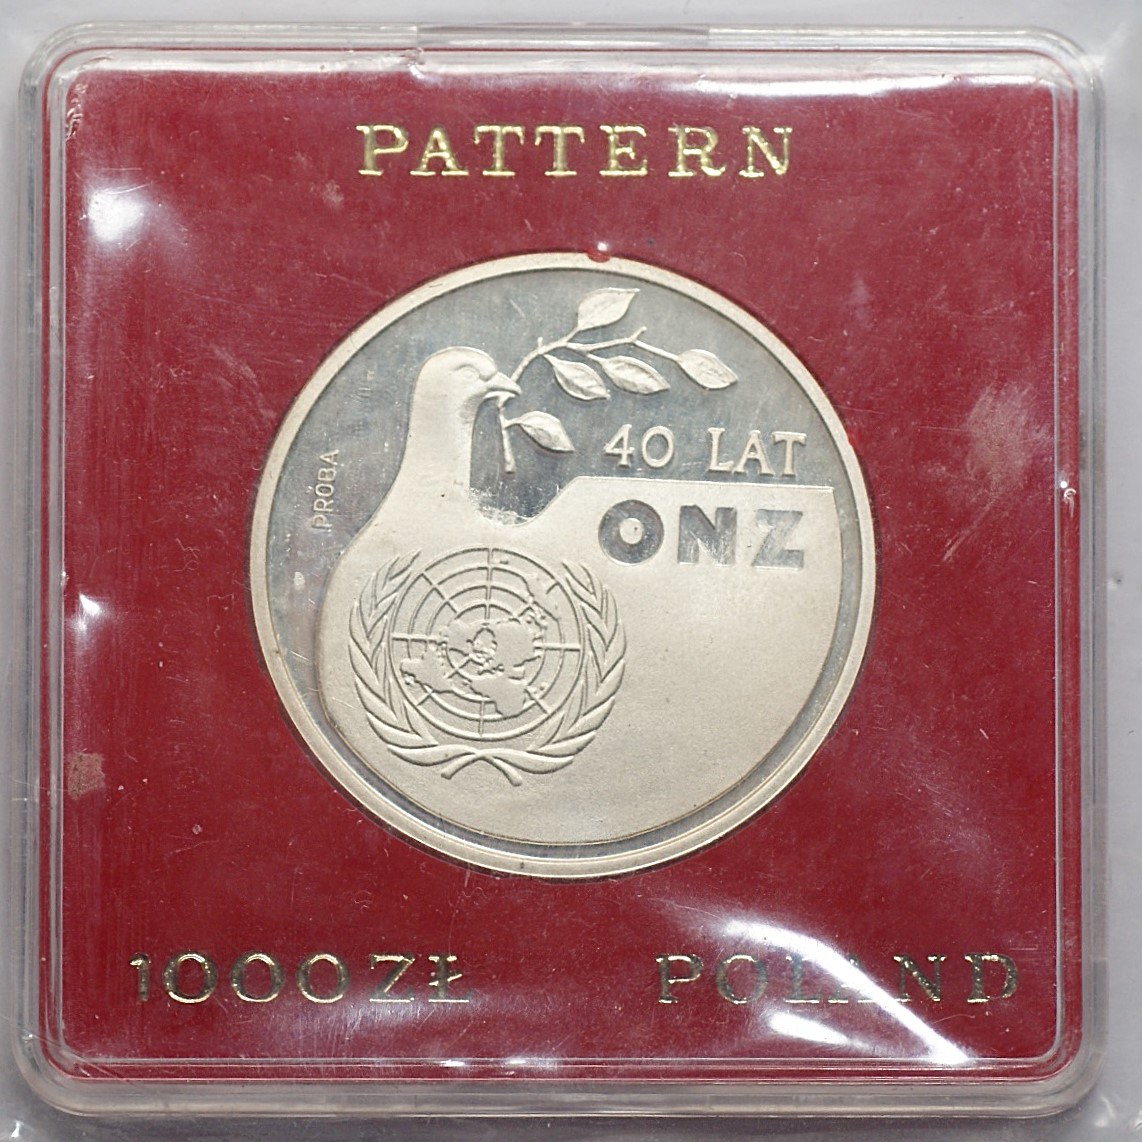 PATTERN
40 LAT
ONZ
PRÓBA
1000 ZŁ POLAND